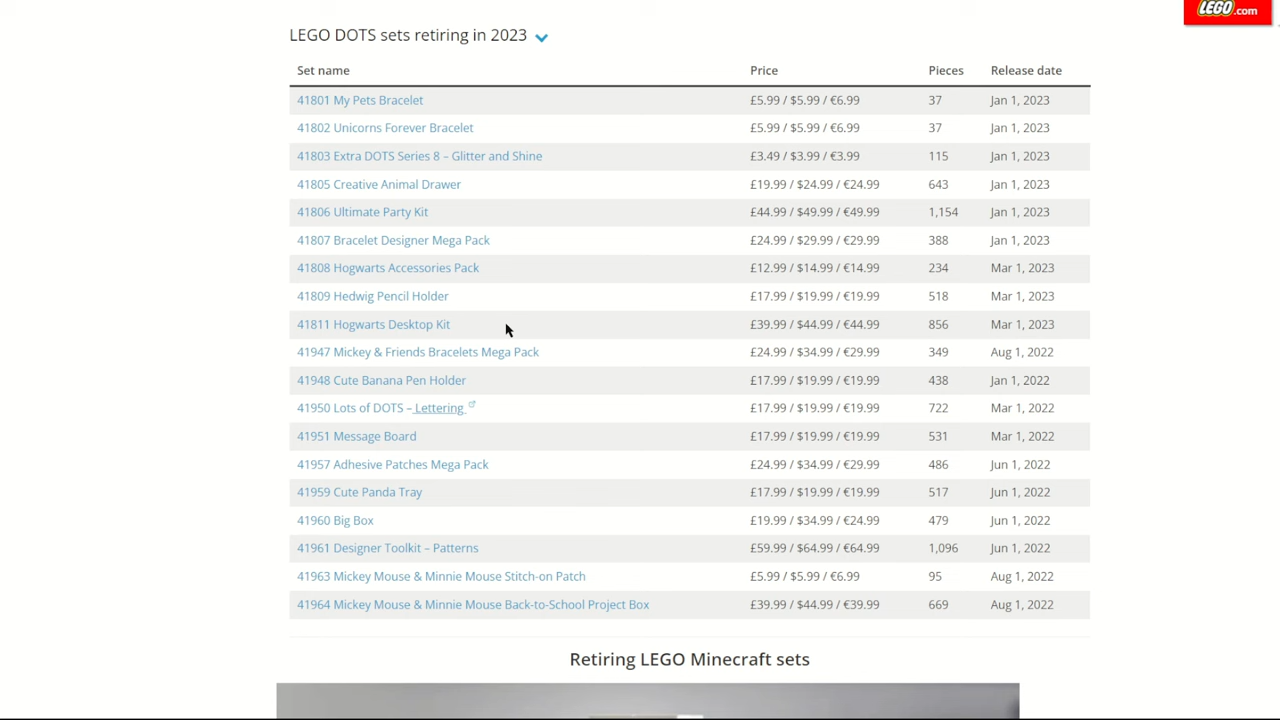 LEGO.com
LEGO DOTS sets retiring in 2023
Set name Price Pieces Release date
41801 My Pets Bracelet £5.99 / $5.99 / €6.99 37 Jan 1, 2023
41802 Unicorns Forever Bracelet £5.99 / $5.99 / €6.99 37 Jan 1, 2023
41803 Extra DOTS Series 8 – Glitter and Shine £3.49 / $3.99 / €3.99 115 Jan 1, 2023
41805 Creative Animal Drawer £19.99 / $24.99 / €24.99 643 Jan 1, 2023
41806 Ultimate Party Kit £44.99 / $49.99 / €49.99 1,154 Jan 1, 2023
41807 Bracelet Designer Mega Pack £24.99 / $29.99 / €29.99 388 Jan 1, 2023
41808 Hogwarts Accessories Pack £12.99 / $14.99 / €14.99 234 Mar 1, 2023
41809 Hedwig Pencil Holder £17.99 / $19.99 / €19.99 518 Mar 1, 2023
41811 Hogwarts Desktop Kit £39.99 / $44.99 / €44.99 856 Mar 1, 2023
41947 Mickey & Friends Bracelets Mega Pack £24.99 / $34.99 / €29.99 349 Aug 1, 2022
41948 Cute Banana Pen Holder £17.99 / $19.99 / €19.99 438 Jan 1, 2022
41950 Lots of DOTS – Lettering £17.99 / $19.99 / €19.99 722 Mar 1, 2022
41951 Message Board £17.99 / $19.99 / €19.99 531 Mar 1, 2022
41957 Adhesive Patches Mega Pack £24.99 / $34.99 / €29.99 486 Jun 1, 2022
41959 Cute Panda Tray £17.99 / $19.99 / €19.99 517 Jun 1, 2022
41960 Big Box £19.99 / $34.99 / €24.99 479 Jun 1, 2022
41961 Designer Toolkit – Patterns £59.99 / $64.99 / €64.99 1,096 Jun 1, 2022
41963 Mickey Mouse & Minnie Mouse Stitch-on Patch £5.99 / $5.99 / €6.99 95 Aug 1, 2022
41964 Mickey Mouse & Minnie Mouse Back-to-School Project Box £39.99 / $44.99 / €39.99 669 Aug 1, 2022
Retiring LEGO Minecraft sets